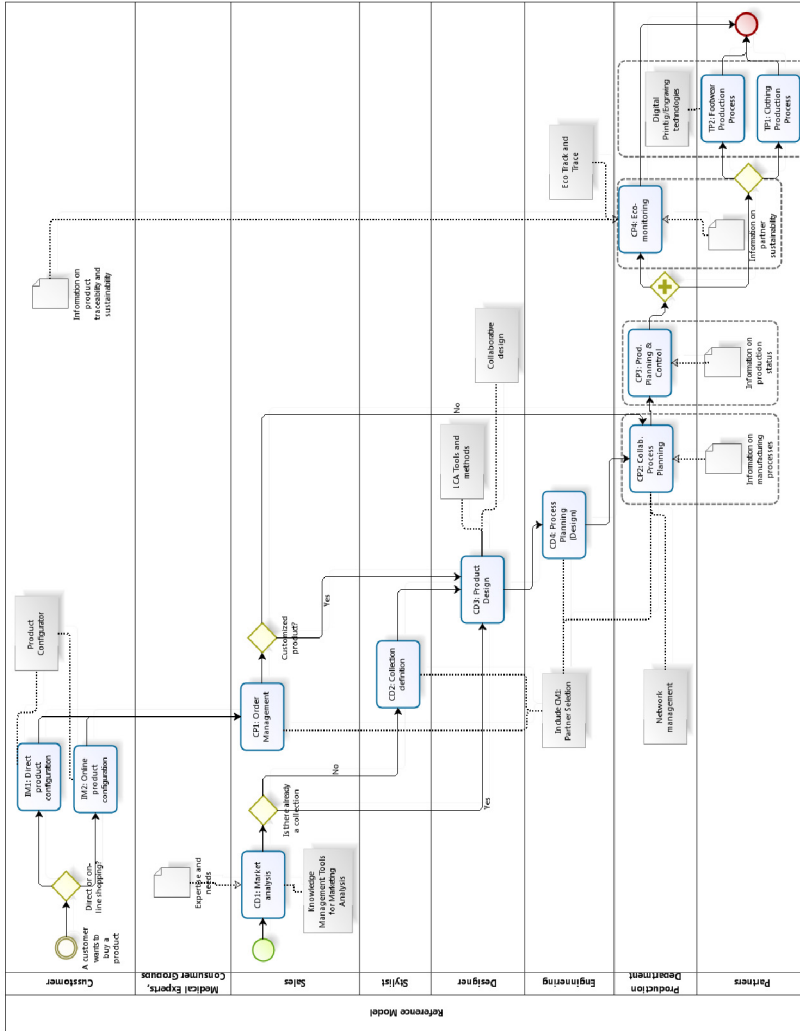 Reference Model
Cusstomer
Medical Experts,
Consumer Groups
Sales
Stylist
Designer
Enginnering
Production
Department
Partners
A customer
wants to
buy a
product
Direct or on-
line shopping?
IM1: Direct
product
configuration
IM2: Online
product
configuration
Product
Configurator
Information on
product
traceability and
sustainability
Expertise and
needs
CD1: Market
analysis
Knowledge
Management Tools
for Marketing
Analysis
Is there already
a collection
No
Yes
CP1: Order
Management
Customized
product?
Yes
No
CD2: Collection
definition
CD3: Product
Design
LCA Tools and
methods
Collaborative
design
Include CM1:
Partner Selection
CD4: Process
Planning
(Design)
Eco Track and
Trace
Network
management
CP2: Collab.
Process
Planning
CP3: Prod.
Planning &
Control
CP4: Eco-
monitoring
Digital
Printig/Engraving
technologies
Information on
manufacturing
processes
Information on
production
status
Information on
partner
sustainability
TP2: Footwear
Production
Process
TP1: Clothing
Production
Process